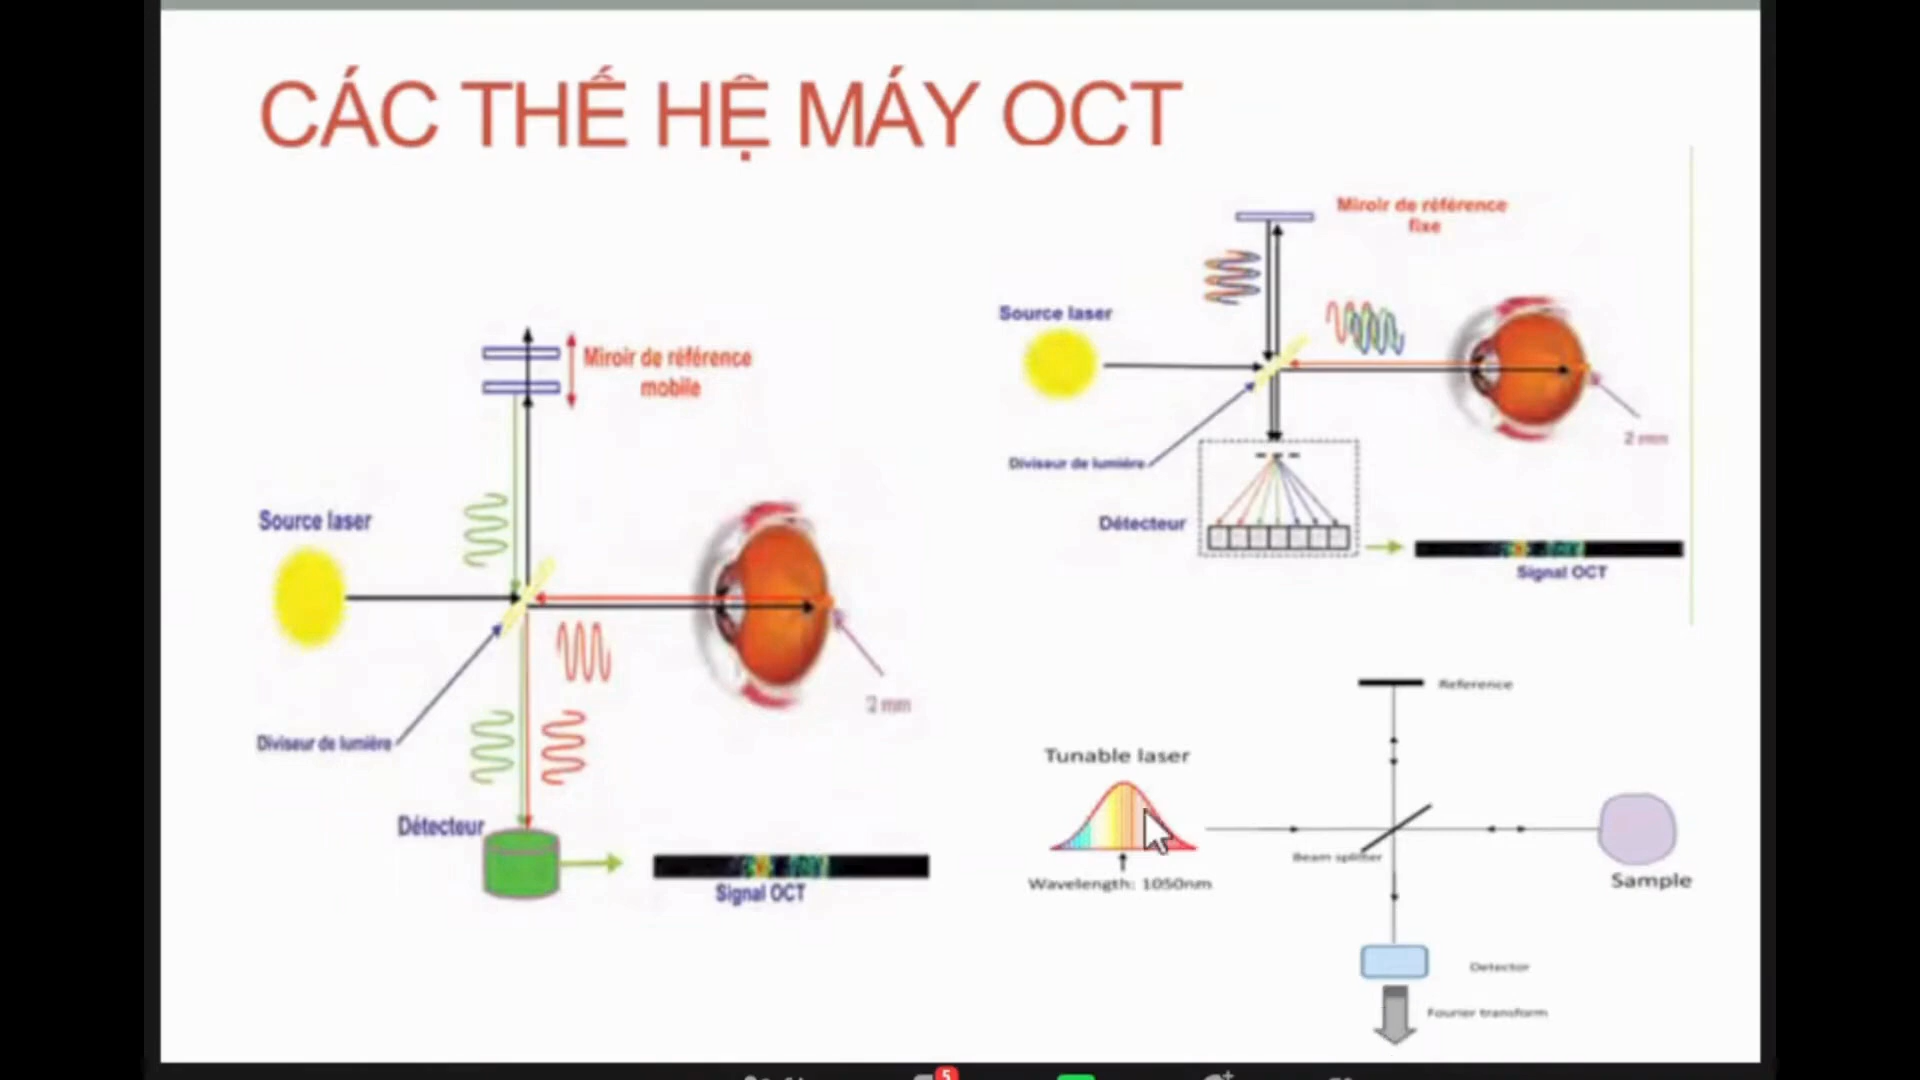 CÁC THẾ HỆ MÁY OCT
Miroir de référence
mobile
Source laser
Diviseur de lumière
2 mm
Détecteur
Signal OCT
Miroir de référence
fixe
Source laser
Diviseur de lumière
2 mm
Détecteur
Signal OCT
Reference
Tunable laser
Beam splitter
Wavelength: 1050nm
Sample
Detector
Fourier transform
5